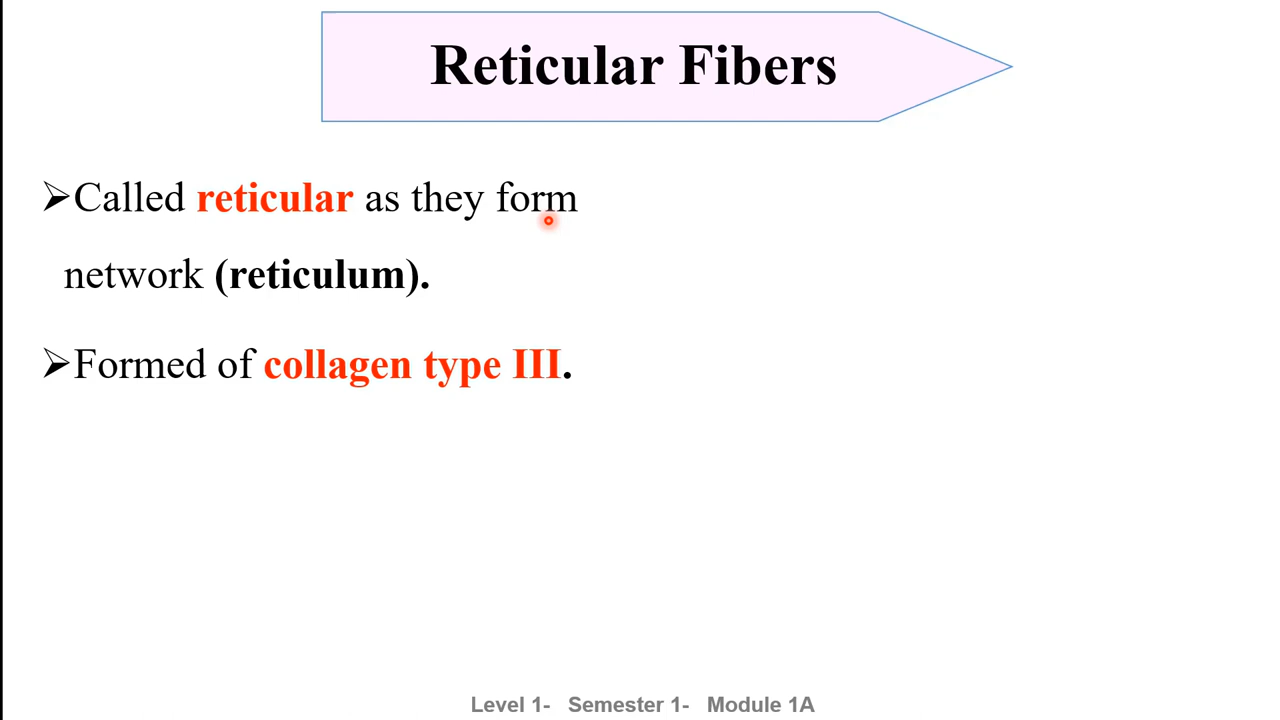 Reticular Fibers
➢Called reticular as they form
network (reticulum).
➢Formed of collagen type III.
Level 1- Semester 1- Module 1A